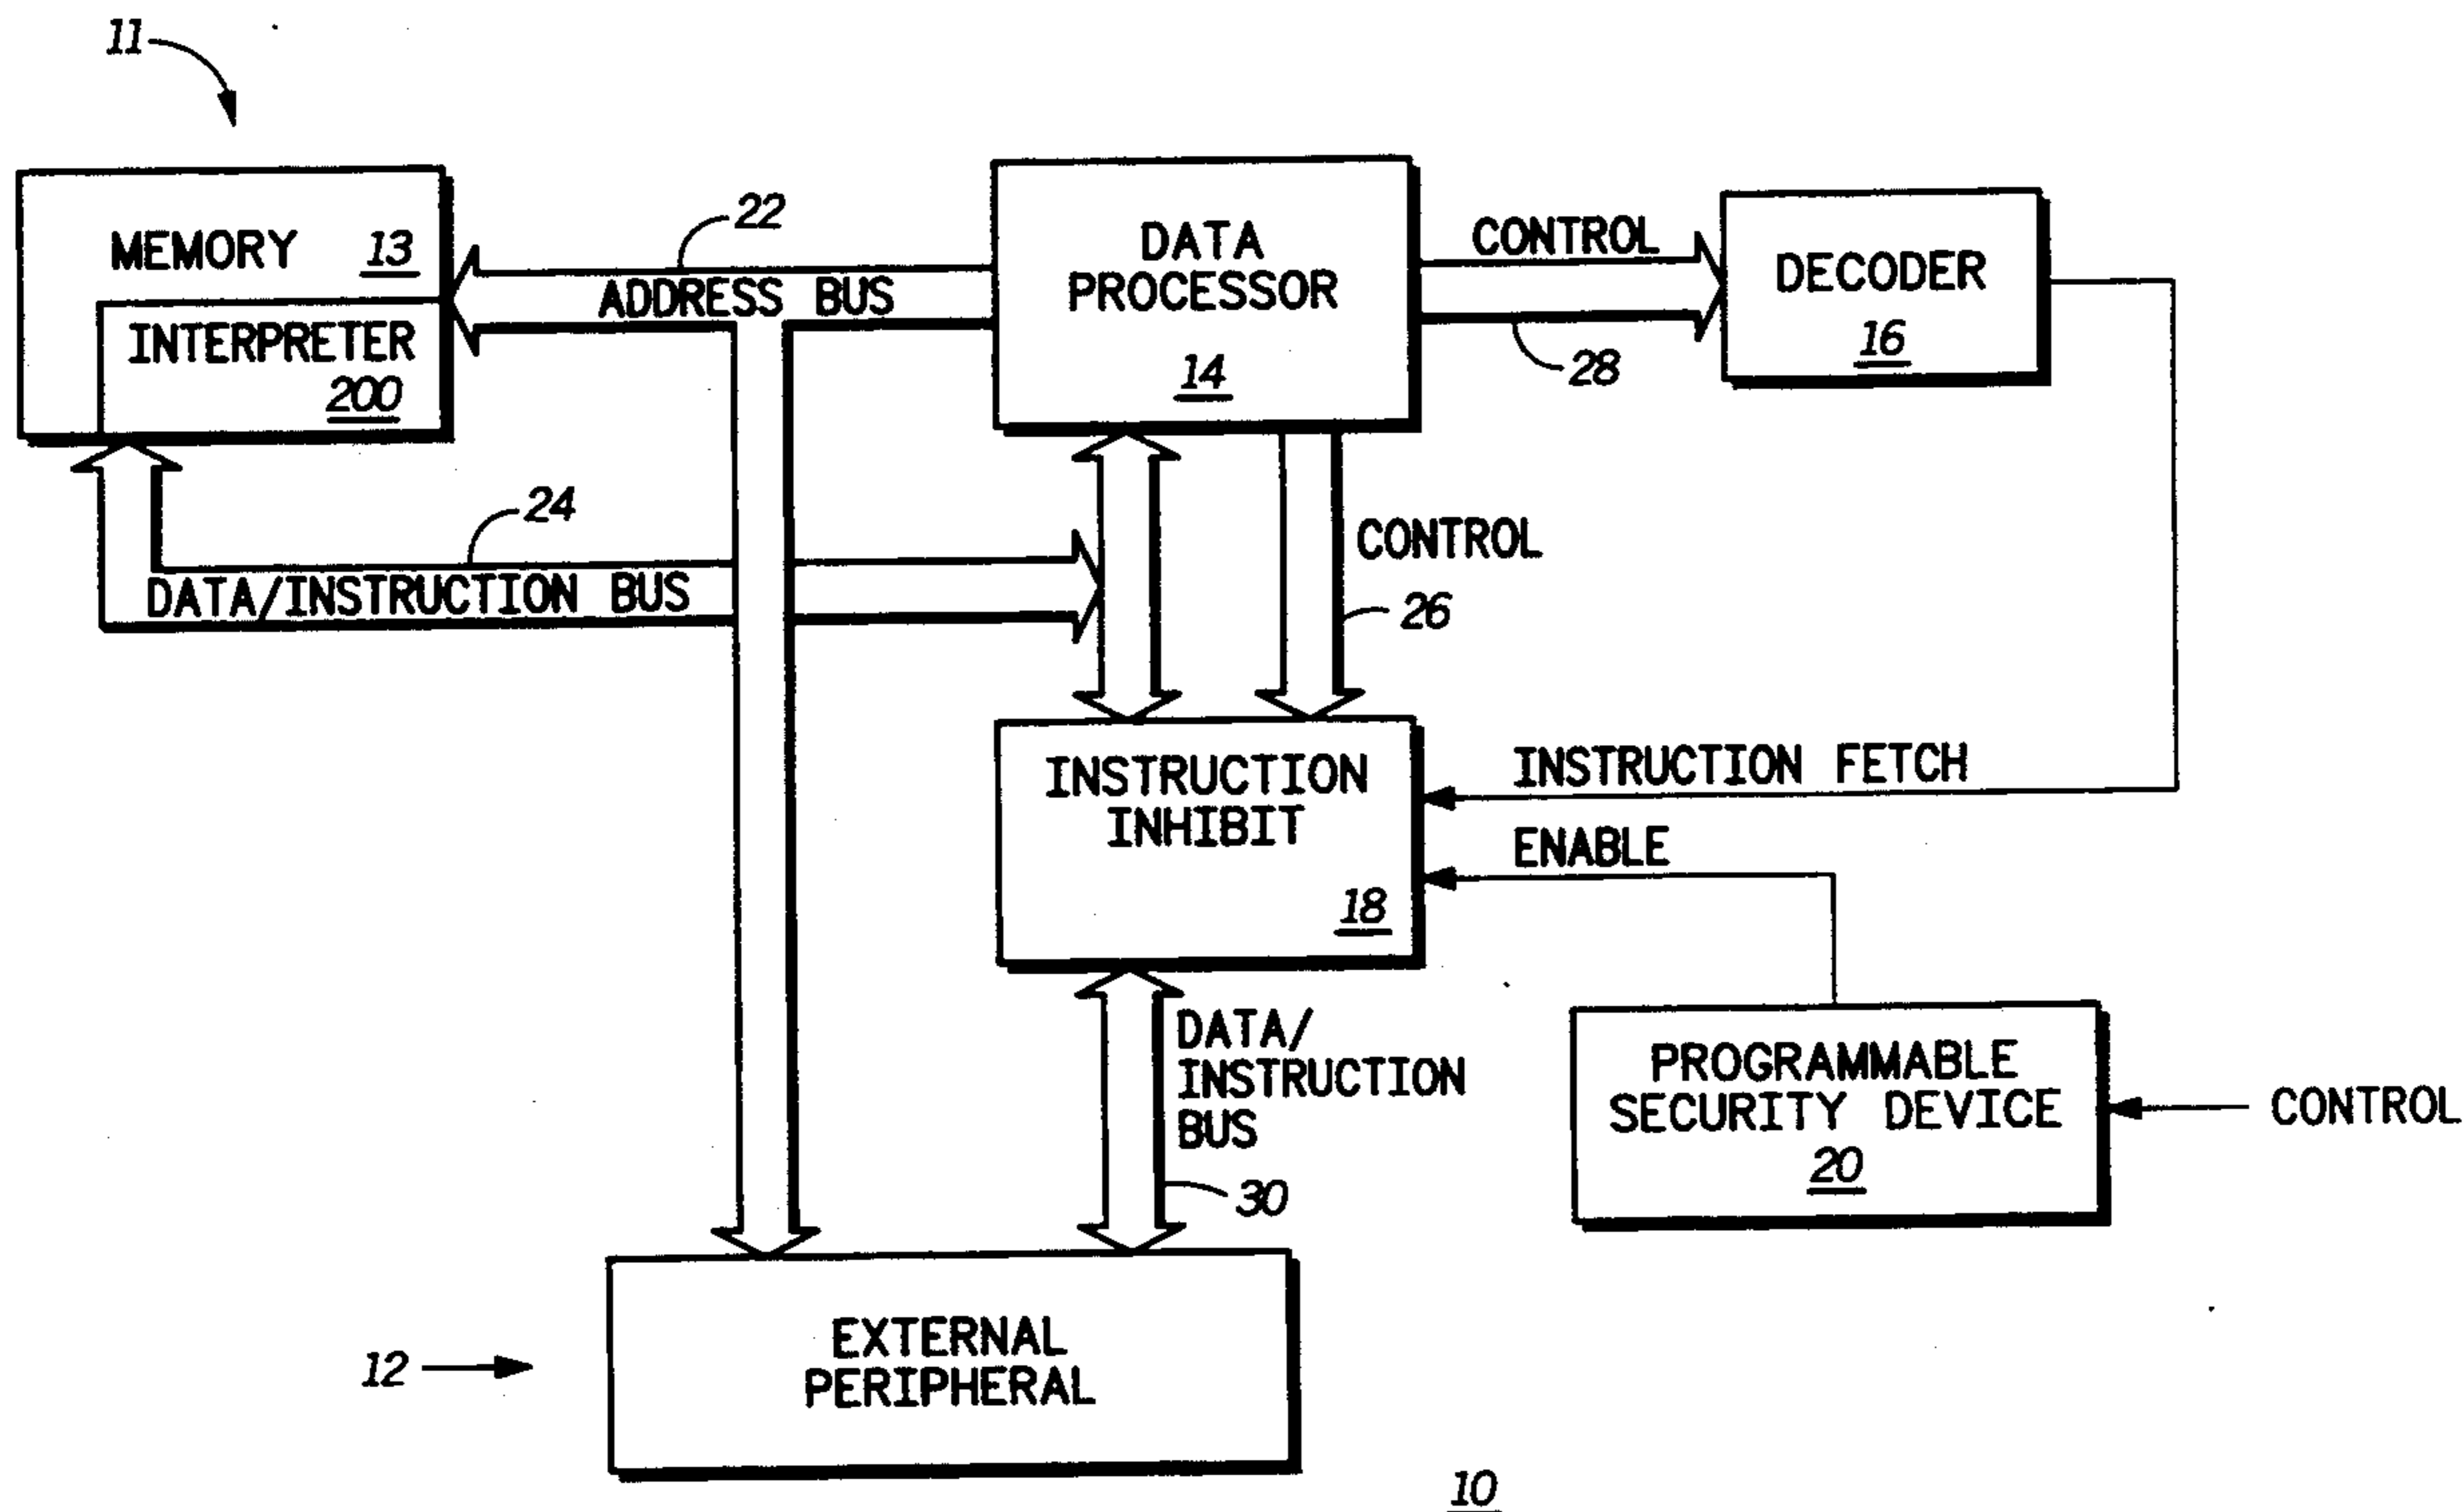 11
MEMORY 13
INTERPRETER
200
22
ADDRESS BUS
DATA
PROCESSOR
14
CONTROL
28
DECODER
16
24
DATA/INSTRUCTION BUS
CONTROL
26
INSTRUCTION
INHIBIT
18
INSTRUCTION FETCH
ENABLE
DATA/
INSTRUCTION
BUS
30
PROGRAMMABLE
SECURITY DEVICE
20
CONTROL
12
EXTERNAL
PERIPHERAL
10